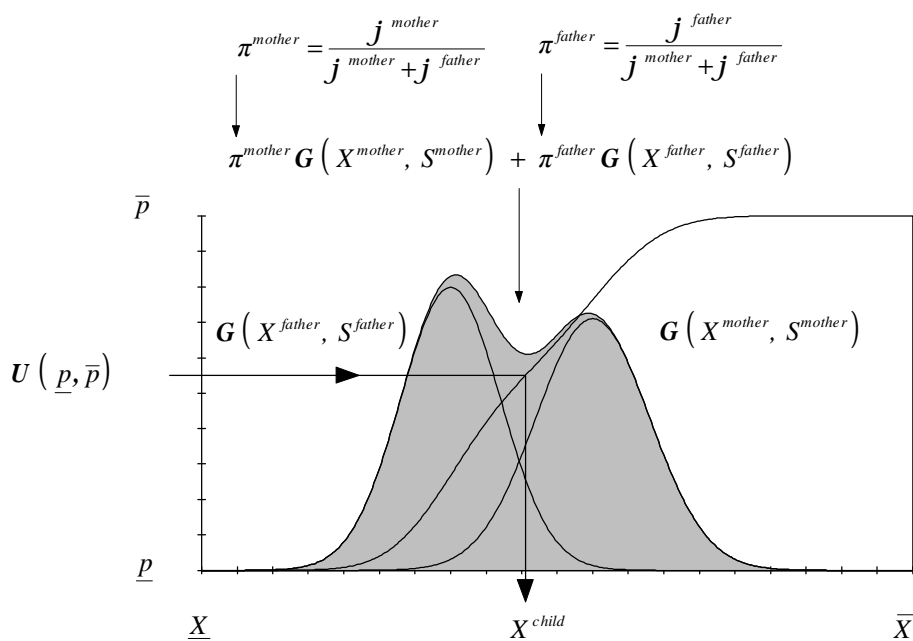 π^mother = j^mother / (j^mother + j^father)    π^father = j^father / (j^mother + j^father)
π^mother G ( X^mother, S^mother ) + π^father G ( X^father, S^father )
p̅
G ( X^father, S^father )    G ( X^mother, S^mother )
U ( p̲, p̅ )
p̲
X̲    X^child    X̅